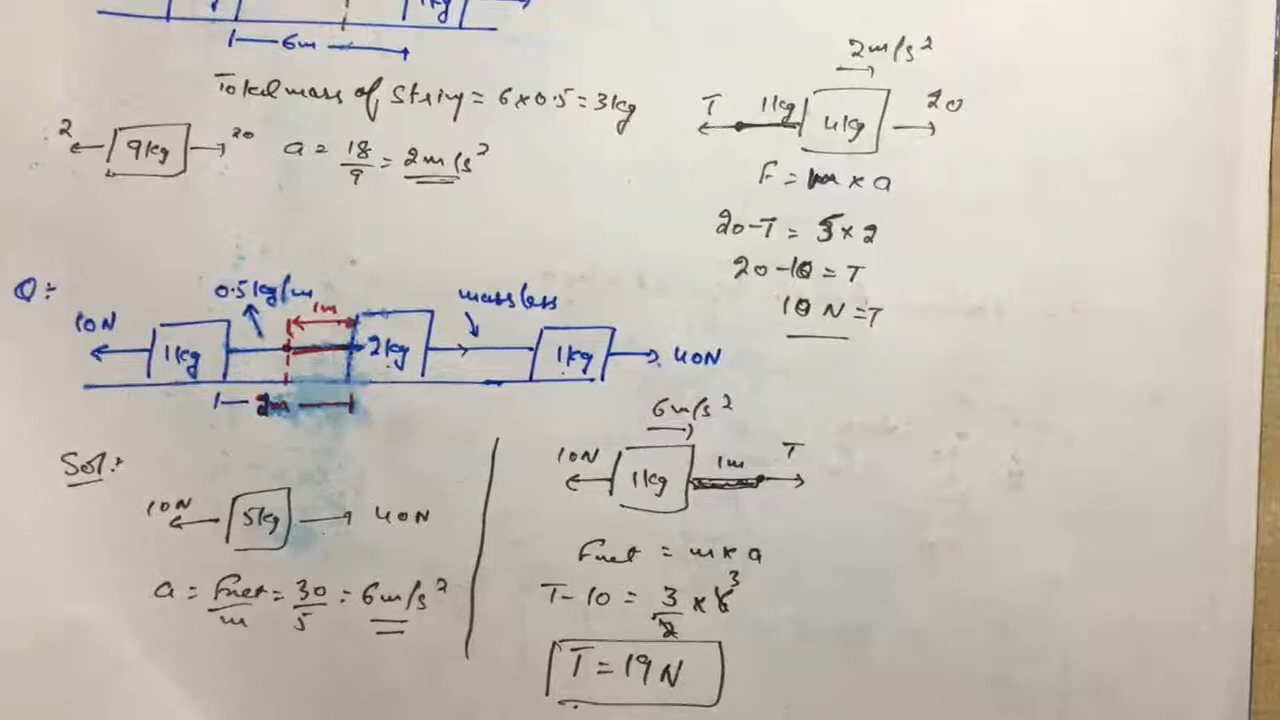 1kg
6m
Total mass of string = 6 × 0.5 = 3kg
2
9kg
20
a = 18/9 = 2m/s²
2m/s²
T
1kg
4kg
20
F = m × a
20-T = 5×2
20-10 = T
10 N = T
Q:
0.5kg/m
1m
massless
10N
1kg
2kg
1kg
40N
2m
Sol:
10N
5kg
40N
a = Fnet/m = 30/5 = 6m/s²
6m/s²
10N
1kg
1m
T
Fnet = m×a
T-10 = 3/2 × 6 3
T = 19N